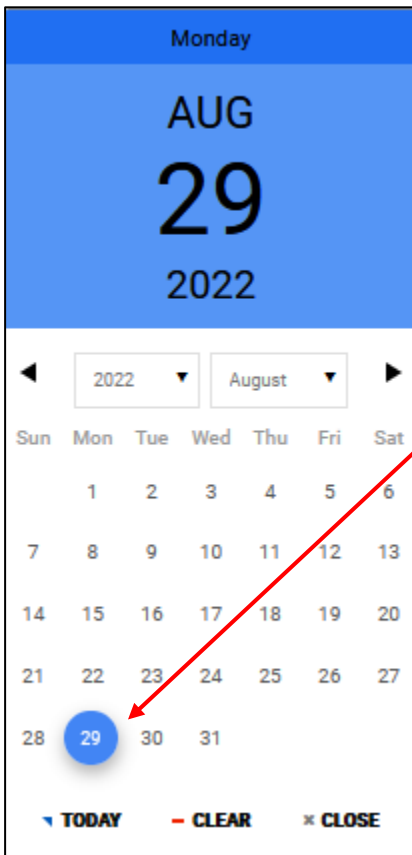 Monday
AUG
29
2022
2022 August
Sun Mon Tue Wed Thu Fri Sat
1 2 3 4 5 6
7 8 9 10 11 12 13
14 15 16 17 18 19 20
21 22 23 24 25 26 27
28 29 30 31
TODAY CLEAR CLOSE